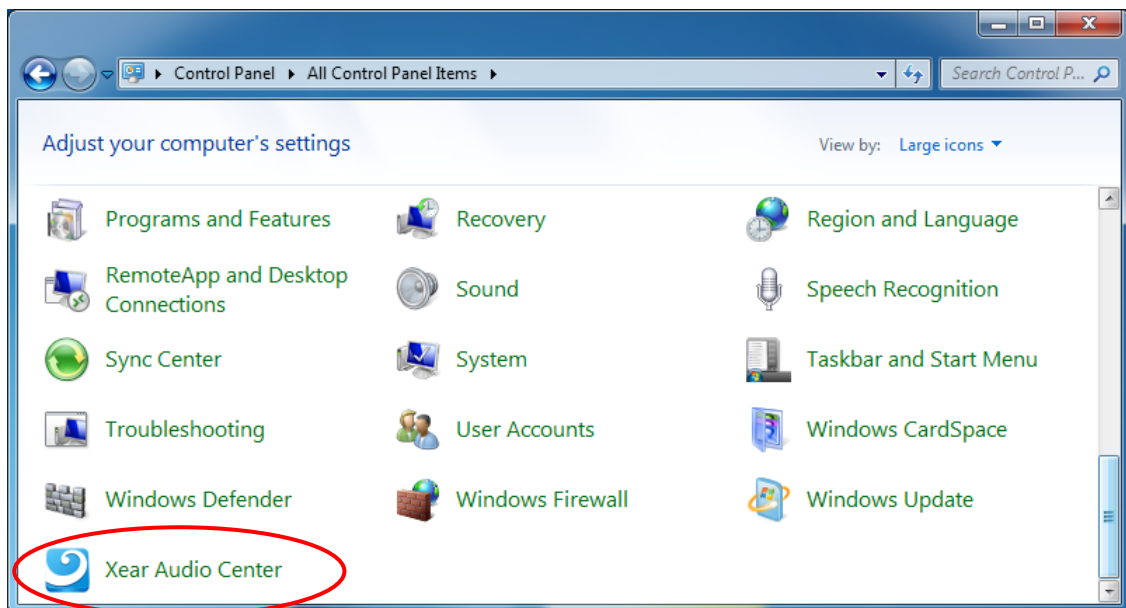 Control Panel ▸ All Control Panel Items ▸
Search Control P...
Adjust your computer's settings
View by: Large icons
Programs and Features
Recovery
Region and Language
RemoteApp and Desktop
Connections
Sound
Speech Recognition
Sync Center
System
Taskbar and Start Menu
Troubleshooting
User Accounts
Windows CardSpace
Windows Defender
Windows Firewall
Windows Update
Xear Audio Center